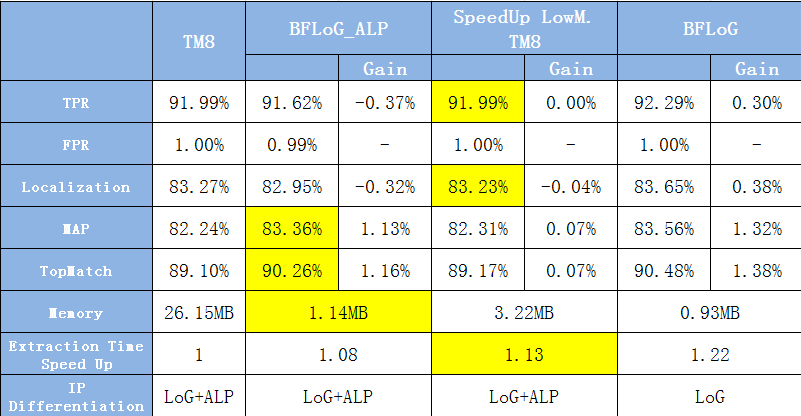 TM8 BFLoG_ALP SpeedUp LowM. TM8 BFLoG
Gain Gain Gain
TPR 91.99% 91.62% -0.37% 91.99% 0.00% 92.29% 0.30%
FPR 1.00% 0.99% - 1.00% - 1.00% -
Localization 83.27% 82.95% -0.32% 83.23% -0.04% 83.65% 0.38%
MAP 82.24% 83.36% 1.13% 82.31% 0.07% 83.56% 1.32%
TopMatch 89.10% 90.26% 1.16% 89.17% 0.07% 90.48% 1.38%
Memory 26.15MB 1.14MB 3.22MB 0.93MB
Extraction Time Speed Up 1 1.08 1.13 1.22
IP Differentiation LoG+ALP LoG+ALP LoG+ALP LoG